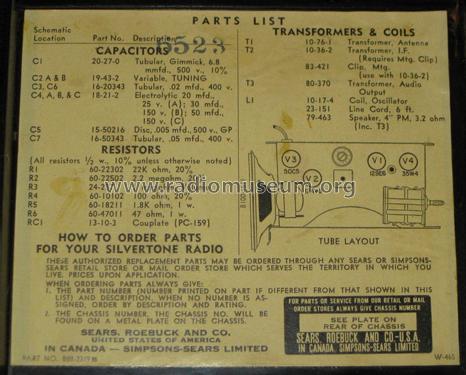 PARTS LIST
Schematic Location Part No. Description
8523
CAPACITORS
C1 20-27-0 Tubular, Gimmick, 6.8
mmfd., 500 v., 10%
C2 A & B 19-43-2 Variable, TUNING
C3, C6 16-20343 Tubular, .02 mfd., 400 v.
C4, A, B, & C 18-21-2 Electrolytic 20 mfd.,
25 v. (A); 30 mfd.,
150 v. (B); 50 mfd.,
150 v. (C)
C5 15-50216 Disc, .005 mfd., 500 v., GP
C7 16-50343 Tubular, .05 mfd., 400 v.
RESISTORS
(All resistors ½ w., 10% unless otherwise noted)
R1 60-22302 22K ohm, 20%
R2 60-22502 2.2 megohm, 20%
R3
R4 60-10102 100 ohm, 20%
R5 60-18211 1.8K ohm, 1 w.
R6 60-47011 47 ohm, 1 w.
RC1 13-10-3 Couplate [PC-159]
TRANSFORMERS & COILS
T1 10-76-1 Transformer, Antenna
T2 10-36-2 Transformer, I.F.
(Requires Mtg. Clip)
83-421 Clip, Mtg.
(use with 10-36-2)
T3 80-370 Transformer, Audio
Output
L1 10-17-4 Coil, Oscillator
23-151 Line Cord, 6 ft.
79-463 Speaker, 4" PM, 3.2 ohm
(Inc. T3)
V3
50C5
V2
V1
12BE6
V4
35W4
TUBE LAYOUT
www.radiomuseum.org
HOW TO ORDER PARTS
FOR YOUR SILVERTONE RADIO
THESE AUTHORIZED REPLACEMENT PARTS MAY BE ORDERED THROUGH ANY SEARS OR SIMPSONS-
SEARS RETAIL STORE OR MAIL ORDER STORE WHICH SERVES THE TERRITORY IN WHICH YOU
LIVE. PRICES UPON APPLICATION.
WHEN ORDERING PARTS ALWAYS GIVE:
1. THE PART NUMBER (NUMBER PRINTED ON PART IF DIFFERENT FROM THAT SHOWN IN THIS
LIST) AND DESCRIPTION. WHEN NO NUMBER IS AS-
SIGNED, ORDER BY DESCRIPTION AND RATING.
2. THE CHASSIS NUMBER. THE CHASSIS NO. WILL BE
FOUND ON A METAL PLATE ON THE CHASSIS.
SEARS, ROEBUCK AND CO.
UNITED STATES OF AMERICA
IN CANADA — SIMPSONS-SEARS LIMITED
PART NO.
FOR PARTS OR SERVICE FROM OUR RETAIL OR MAIL
ORDER STORES ALWAYS GIVE THIS NUMBER
SEE PLATE ON
REAR OF CHASSIS
SEARS, ROEBUCK AND CO.-U.S.A.
IN CANADA, SIMPSONS-SEARS LIMITED
W-465